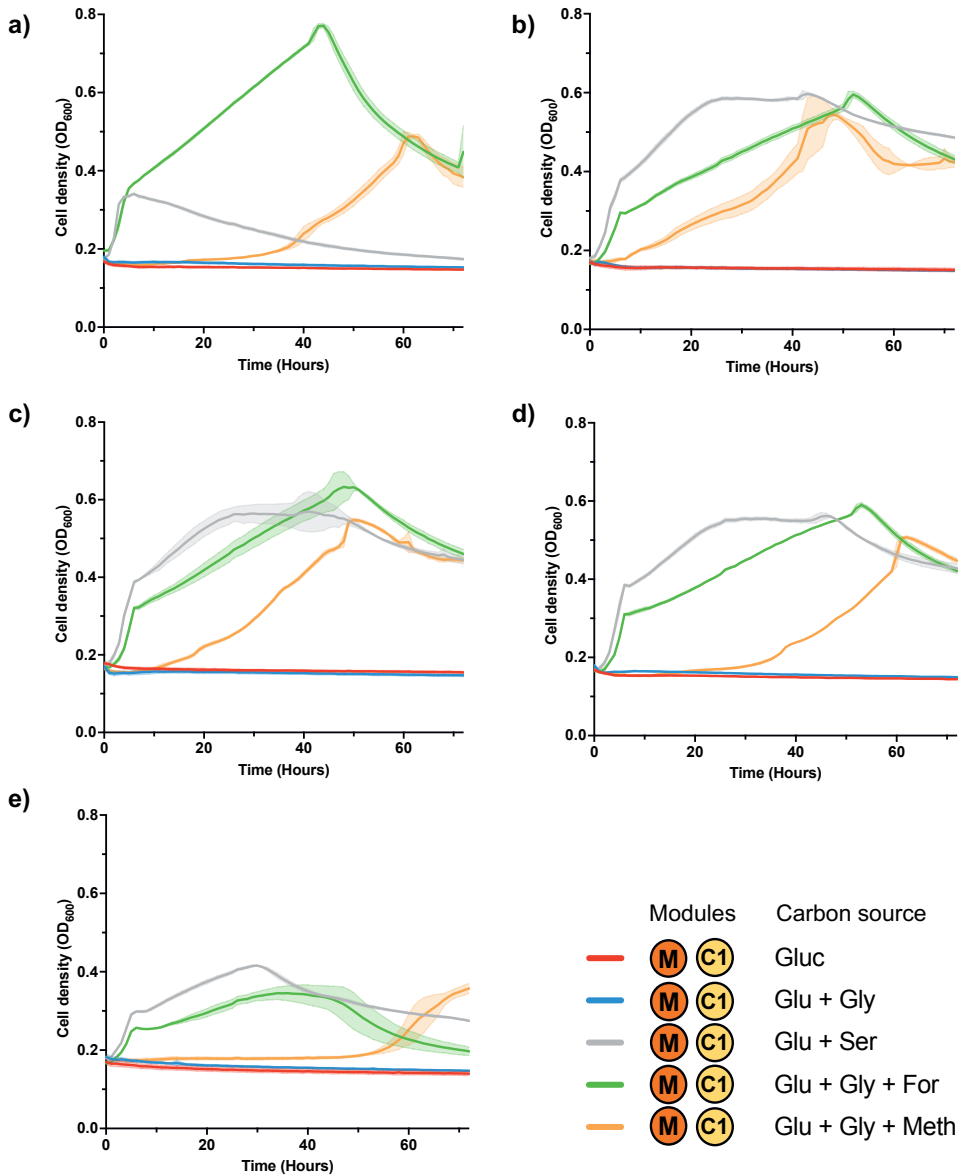 a)
Cell density (OD600)
0.8
0.6
0.4
0.2
0.0
0 20 40 60
Time (Hours)
b)
Cell density (OD600)
0.8
0.6
0.4
0.2
0.0
0 20 40 60
Time (Hours)
c)
Cell density (OD600)
0.8
0.6
0.4
0.2
0.0
0 20 40 60
Time (Hours)
d)
Cell density (OD600)
0.8
0.6
0.4
0.2
0.0
0 20 40 60
Time (Hours)
e)
Cell density (OD600)
0.8
0.6
0.4
0.2
0.0
0 20 40 60
Time (Hours)
Modules Carbon source
M C1 Gluc
M C1 Glu + Gly
M C1 Glu + Ser
M C1 Glu + Gly + For
M C1 Glu + Gly + Meth